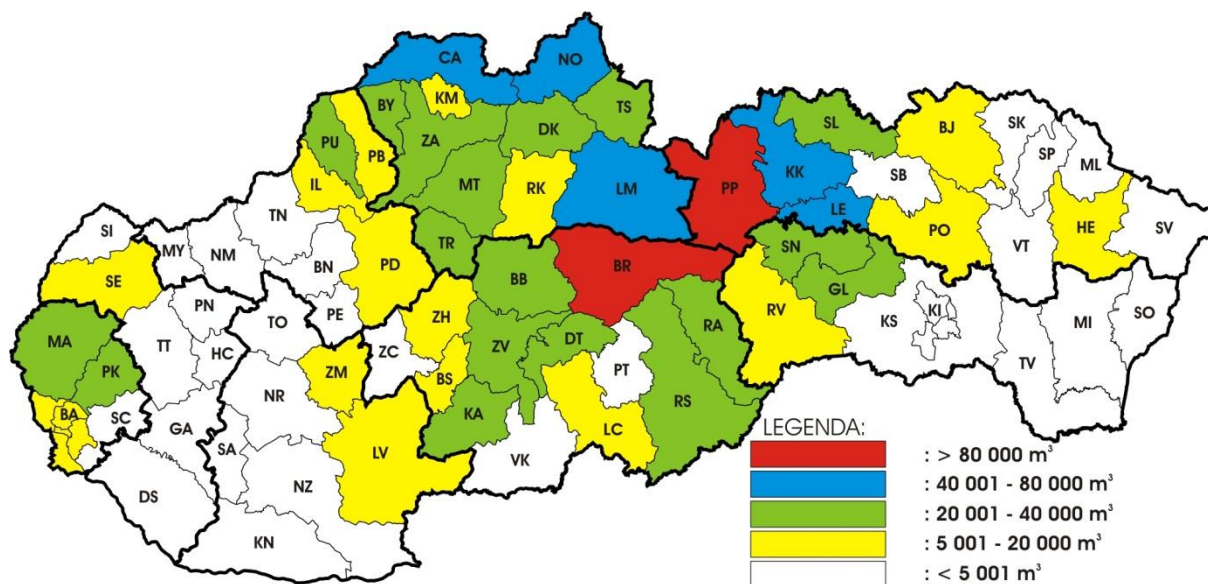 CA
NO
BY
KM
TS
PU
PB
ZA
DK
IL
MT
RK
LM
PP
KK
SL
BJ
SK
SP
ML
SB
LE
PO
HE
SV
VT
TN
SI
MY
NM
BN
PD
TR
BB
BR
SN
GL
SE
PN
TO
PE
ZH
RV
KS
KI
MI
SO
MA
TT
HC
ZC
ZV
DT
RA
PK
ZM
BS
PT
TV
BA
SC
NR
KA
RS
GA
SA
LV
LC
VK
DS
NZ
KN
LEGENDA:
: > 80 000 m³
: 40 001 - 80 000 m³
: 20 001 - 40 000 m³
: 5 001 - 20 000 m³
: < 5 001 m³